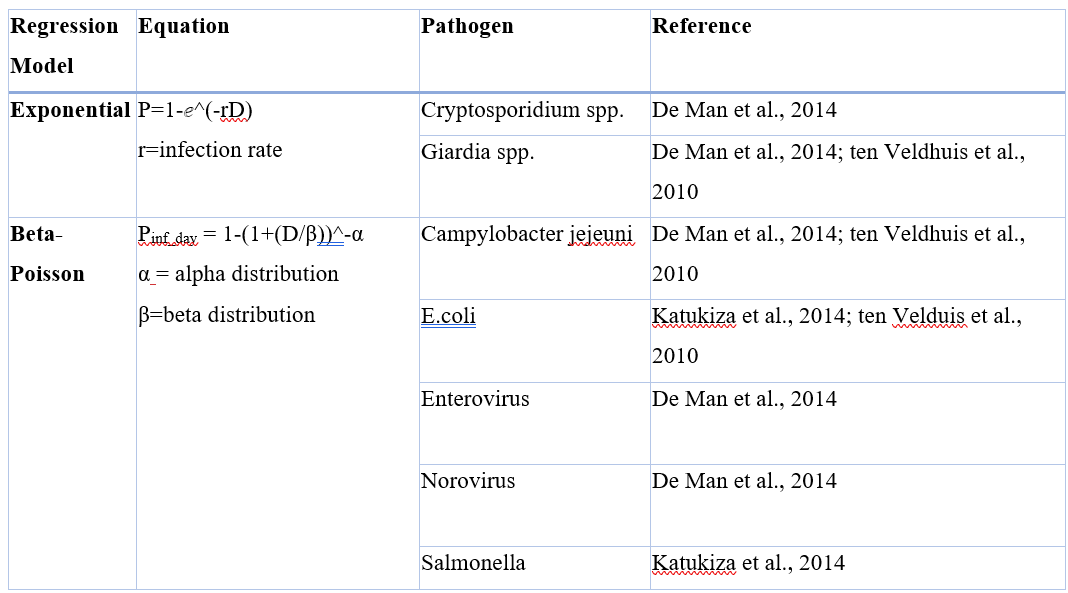 Regression Model
Equation
Pathogen
Reference
Exponential
P=1-e^(-rD)
r=infection rate
Cryptosporidium spp.
De Man et al., 2014
Giardia spp.
De Man et al., 2014; ten Veldhuis et al.,
2010
Beta-
Poisson
Pinf_day = 1-(1+(D/β))^-α
α = alpha distribution
β=beta distribution
Campylobacter jejeuni
De Man et al., 2014; ten Veldhuis et al.,
2010
E.coli
Katukiza et al., 2014; ten Velduis et al.,
2010
Enterovirus
De Man et al., 2014
Norovirus
De Man et al., 2014
Salmonella
Katukiza et al., 2014